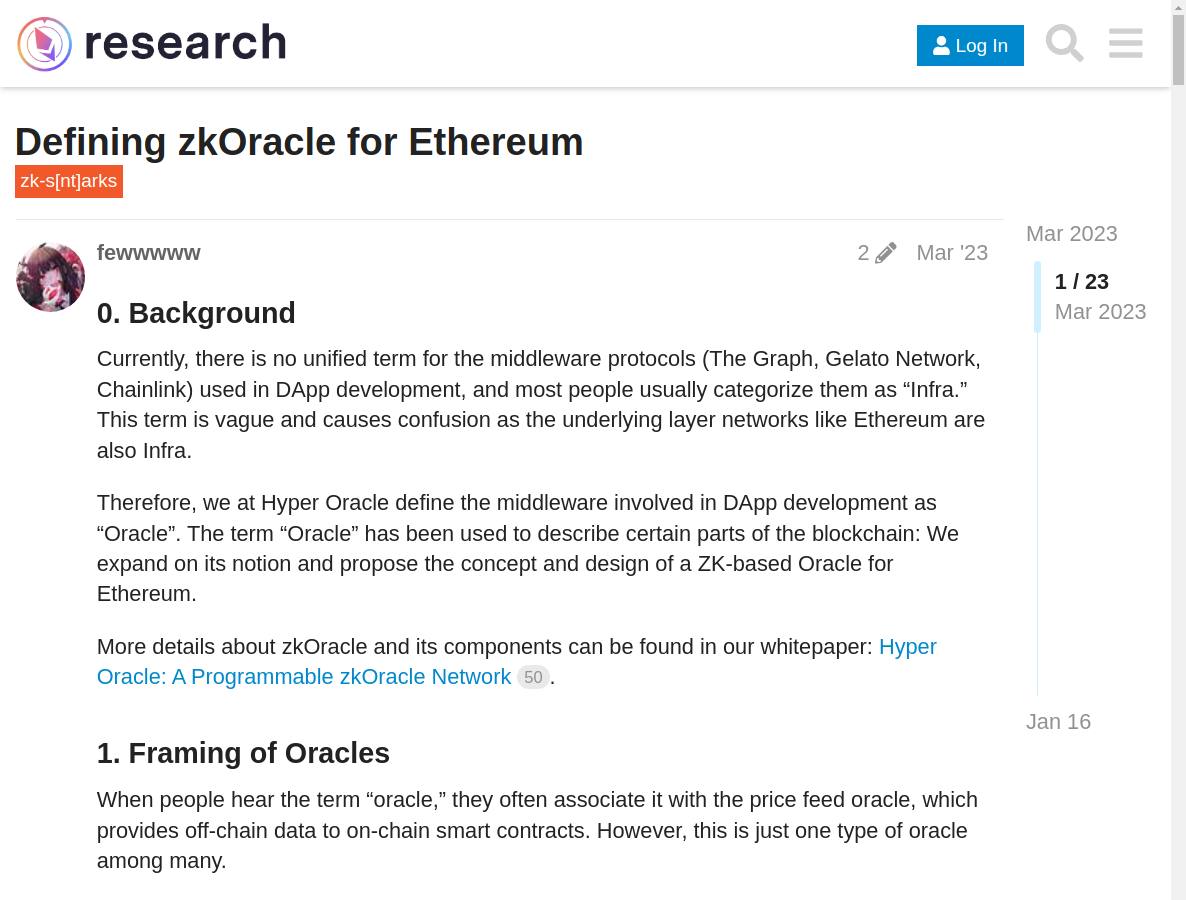 research
Log In
Defining zkOracle for Ethereum
zk-s[nt]arks
fewwwww
2
Mar '23
Mar 2023
1 / 23
Mar 2023
0. Background
Currently, there is no unified term for the middleware protocols (The Graph, Gelato Network,
Chainlink) used in DApp development, and most people usually categorize them as “Infra.”
This term is vague and causes confusion as the underlying layer networks like Ethereum are
also Infra.
Therefore, we at Hyper Oracle define the middleware involved in DApp development as
“Oracle”. The term “Oracle” has been used to describe certain parts of the blockchain: We
expand on its notion and propose the concept and design of a ZK-based Oracle for
Ethereum.
More details about zkOracle and its components can be found in our whitepaper: Hyper
Oracle: A Programmable zkOracle Network 50.
Jan 16
1. Framing of Oracles
When people hear the term “oracle,” they often associate it with the price feed oracle, which
provides off-chain data to on-chain smart contracts. However, this is just one type of oracle
among many.